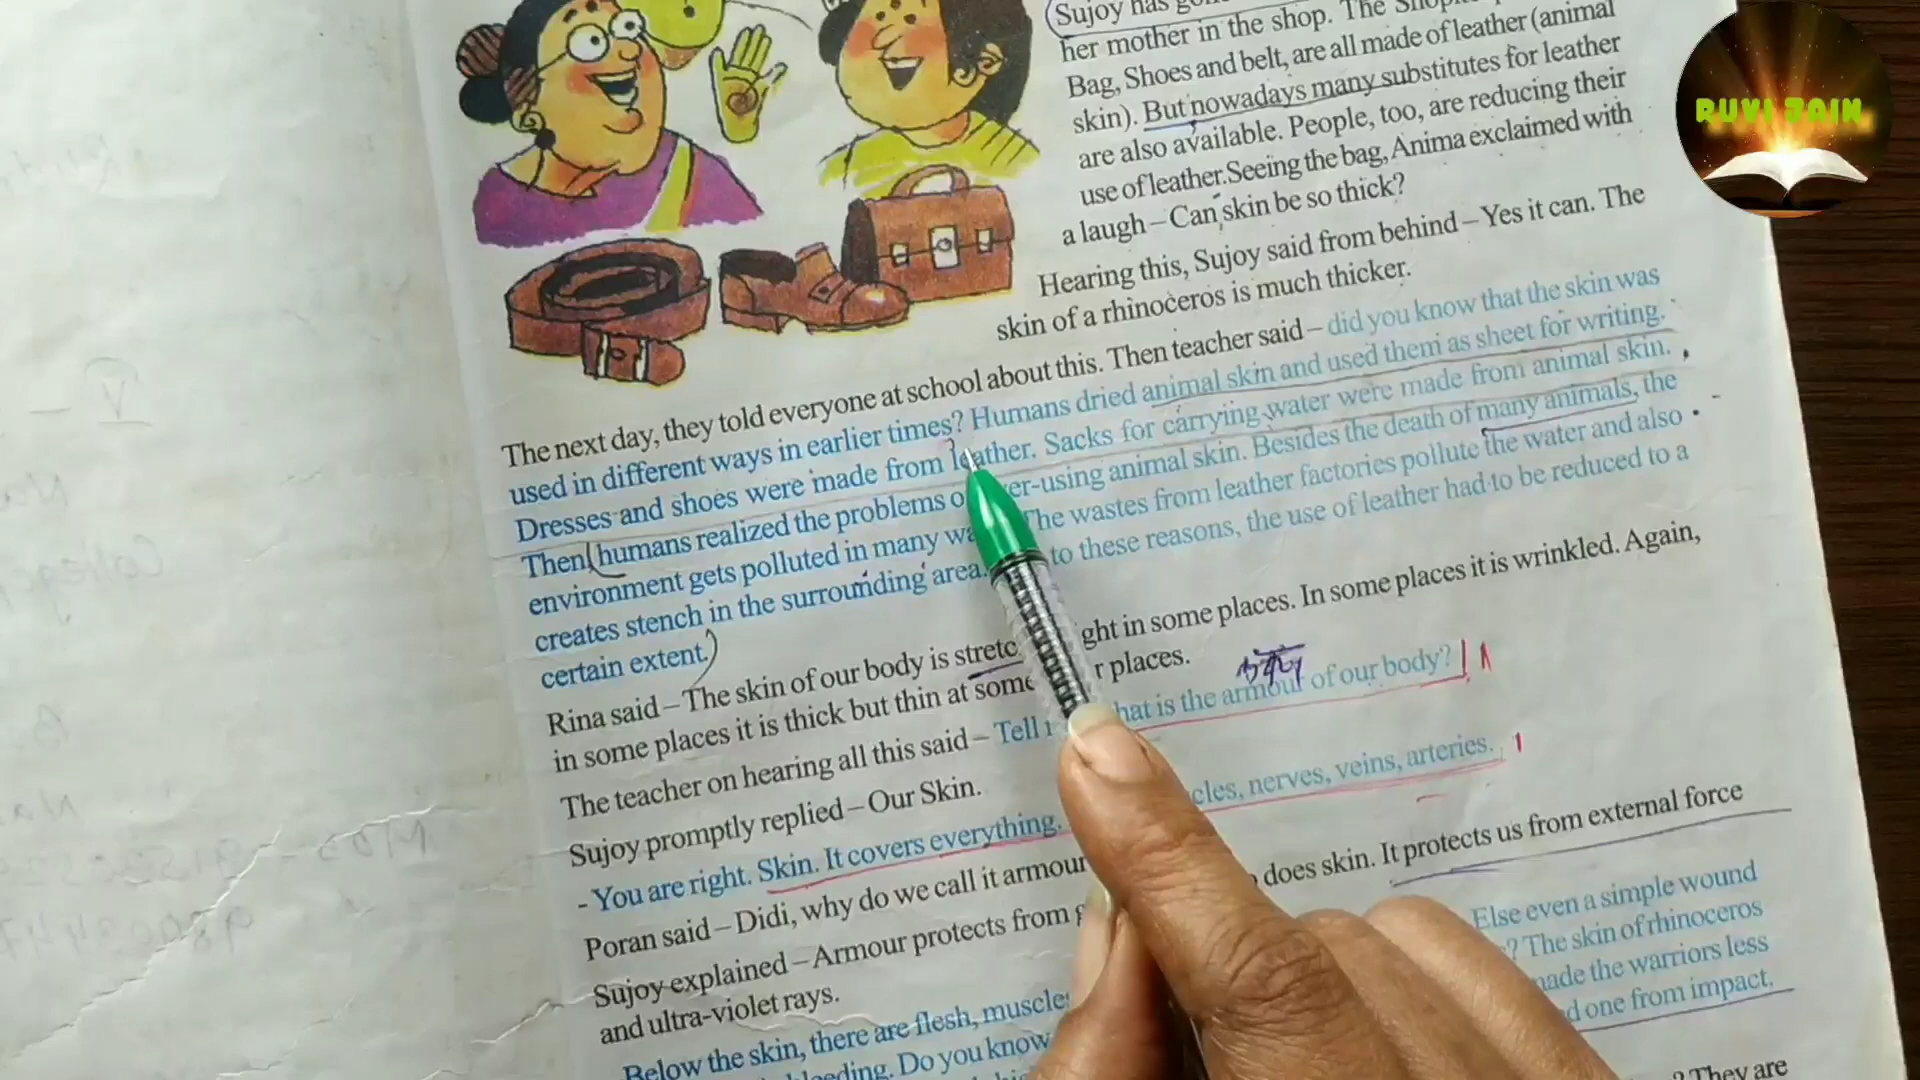 Sujoy has
her mother in the shop. The
Bag, Shoes and belt, are all made of leather (animal
skin). But nowadays many substitutes for leather
are also available. People, too, are reducing their
use of leather. Seeing the bag, Anima exclaimed with
a laugh – Can skin be so thick?
Hearing this, Sujoy said from behind – Yes it can. The
skin of a rhinoceros is much thicker.
The next day, they told everyone at school about this. Then teacher said – did you know that the skin was
used in different ways in earlier times? Humans dried animal skin and used them as sheet for writing.
Dresses and shoes were made from leather. Sacks for carrying water were made from animal skin.
Then humans realized the problems over-using animal skin. Besides the death of many animals, the
environment gets polluted in many The wastes from leather factories pollute the water and also
creates stench in the surrounding area. to these reasons, the use of leather had to be reduced to a
certain extent.
Rina said – The skin of our body is in some places. In some places it is wrinkled. Again,
in some places it is thick but thin at some places.
The teacher on hearing all this said – Tell what is the armour of our body?
Sujoy promptly replied – Our Skin.
- You are right. Skin. It covers everything. nerves, veins, arteries.
Poran said – Didi, why do we call it armour
Sujoy explained – Armour protects from does skin. It protects us from external force
and ultra-violet rays.
Below the skin, there are flesh, Else even a simple wound
Do you know The skin of rhinoceros
made the warriors less
one from impact.
They are
RUVI JAIN